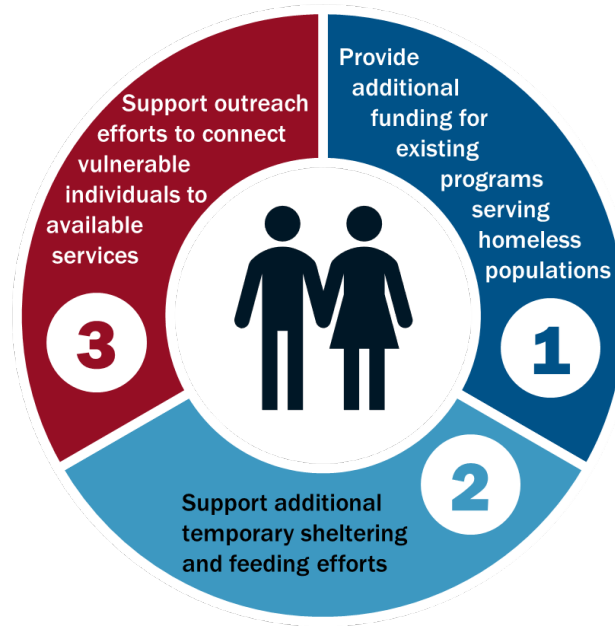 Provide
additional
funding for
existing
programs
serving
homeless
populations
1
2
Support additional
temporary sheltering
and feeding efforts
Support outreach
efforts to connect
vulnerable
individuals to
available
services
3